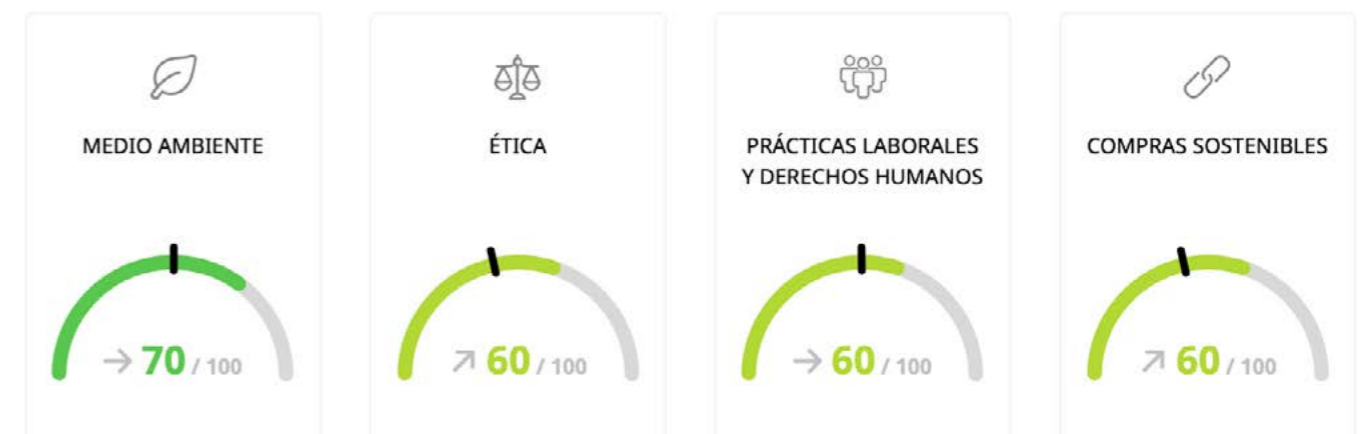 MEDIO AMBIENTE
→ 70 / 100
ÉTICA
↗ 60 / 100
PRÁCTICAS LABORALES
Y DERECHOS HUMANOS
→ 60 / 100
COMPRAS SOSTENIBLES
↗ 60 / 100